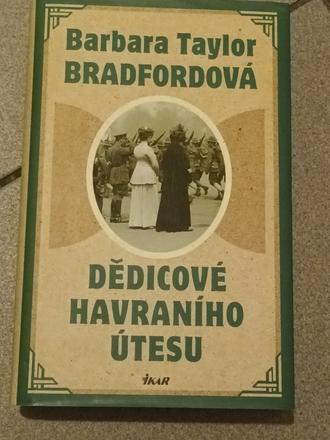 Barbara Taylor
BRADFORDOVÁ
DĚDICOVÉ
HAVRANÍHO
ÚTESU
IKAR